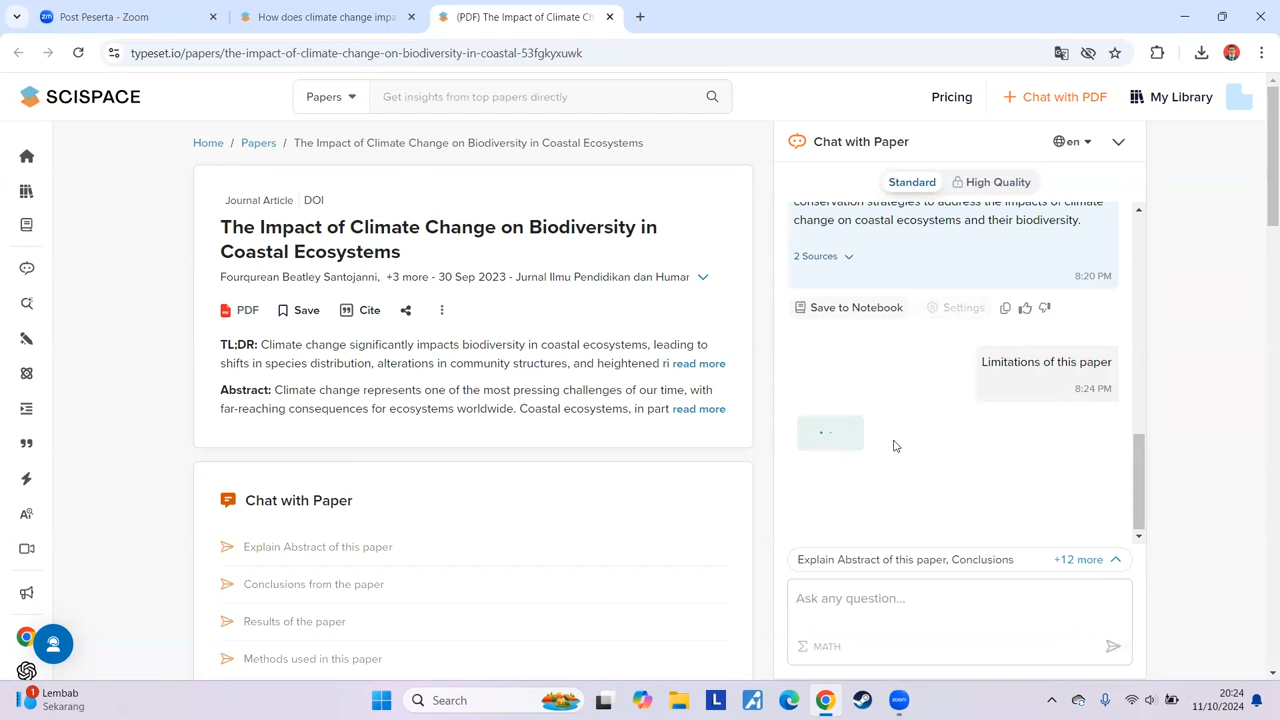 Post Peserta - Zoom
How does climate change impa
(PDF) The Impact of Climate Ch
typeset.io/papers/the-impact-of-climate-change-on-biodiversity-in-coastal-53fgkyxuwk
SCISPACE
Papers
Get insights from top papers directly
Pricing
Chat with PDF
My Library
Home / Papers / The Impact of Climate Change on Biodiversity in Coastal Ecosystems
Journal Article DOI
The Impact of Climate Change on Biodiversity in
Coastal Ecosystems
Fourqurean Beatley Santojanni, +3 more - 30 Sep 2023 - Jurnal Ilmu Pendidikan dan Humar
PDF Save Cite
TL;DR: Climate change significantly impacts biodiversity in coastal ecosystems, leading to
shifts in species distribution, alterations in community structures, and heightened ri read more
Abstract: Climate change represents one of the most pressing challenges of our time, with
far-reaching consequences for ecosystems worldwide. Coastal ecosystems, in part read more
Chat with Paper
Explain Abstract of this paper
Conclusions from the paper
Results of the paper
Methods used in this paper
Chat with Paper
en
Standard High Quality
conservation strategies to address the impacts of climate
change on coastal ecosystems and their biodiversity.
2 Sources
8:20 PM
Save to Notebook Settings
Limitations of this paper
8:24 PM
Explain Abstract of this paper, Conclusions +12 more
Ask any question...
MATH
1
Lembab
Sekarang
Search
20:24
11/10/2024